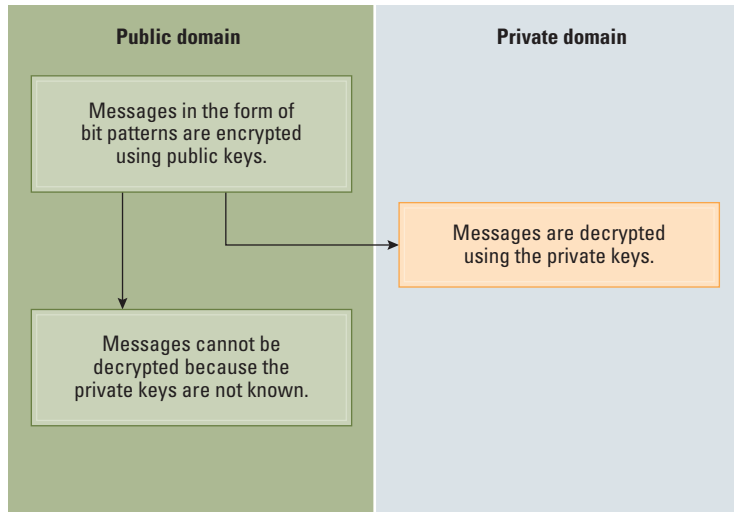 Public domain
Private domain
Messages in the form of
bit patterns are encrypted
using public keys.
Messages are decrypted
using the private keys.
Messages cannot be
decrypted because the
private keys are not known.